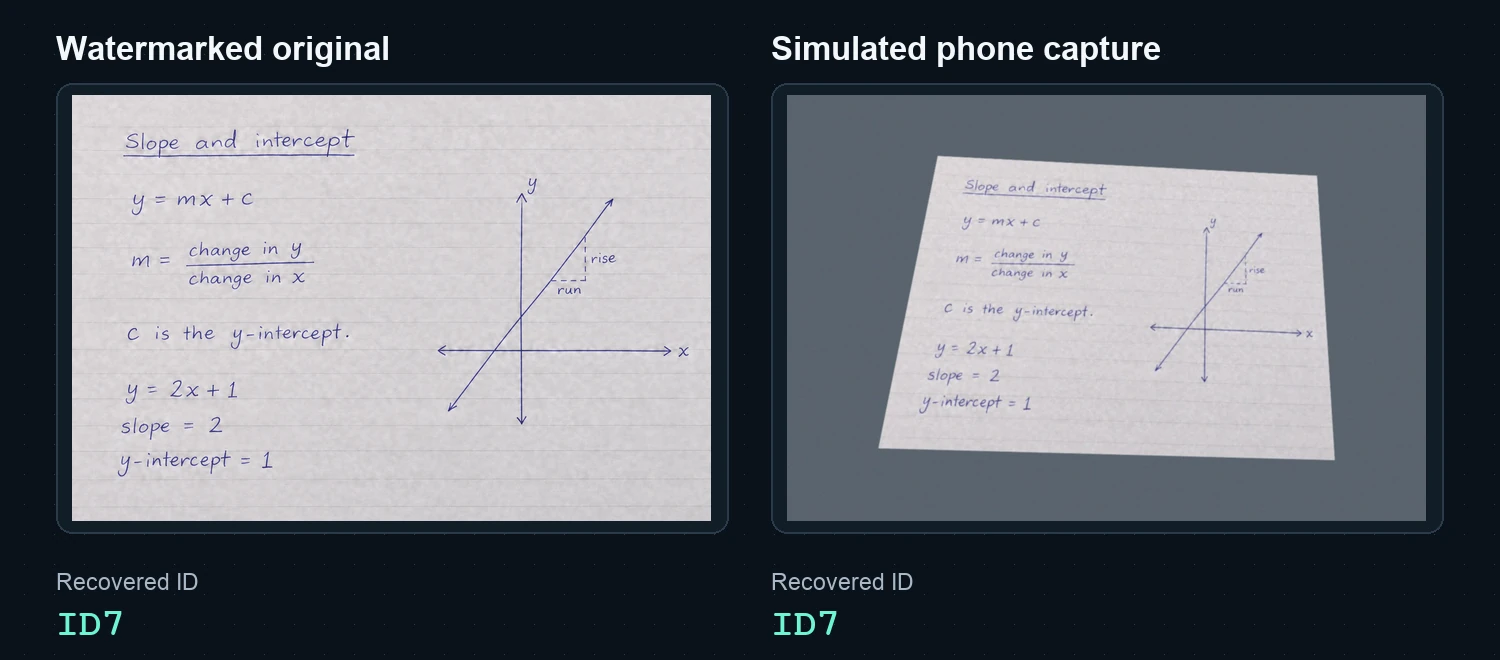 Watermarked original
Slope and intercept
y = mx + c
m = change in y
change in x
c is the y-intercept.
y = 2x + 1
slope = 2
y-intercept = 1
y
x
rise
run
Recovered ID
ID7
Simulated phone capture
Slope and intercept
y = mx + c
m = change in y
change in x
c is the y-intercept.
y = 2x + 1
slope = 2
y-intercept = 1
y
x
rise
run
Recovered ID
ID7